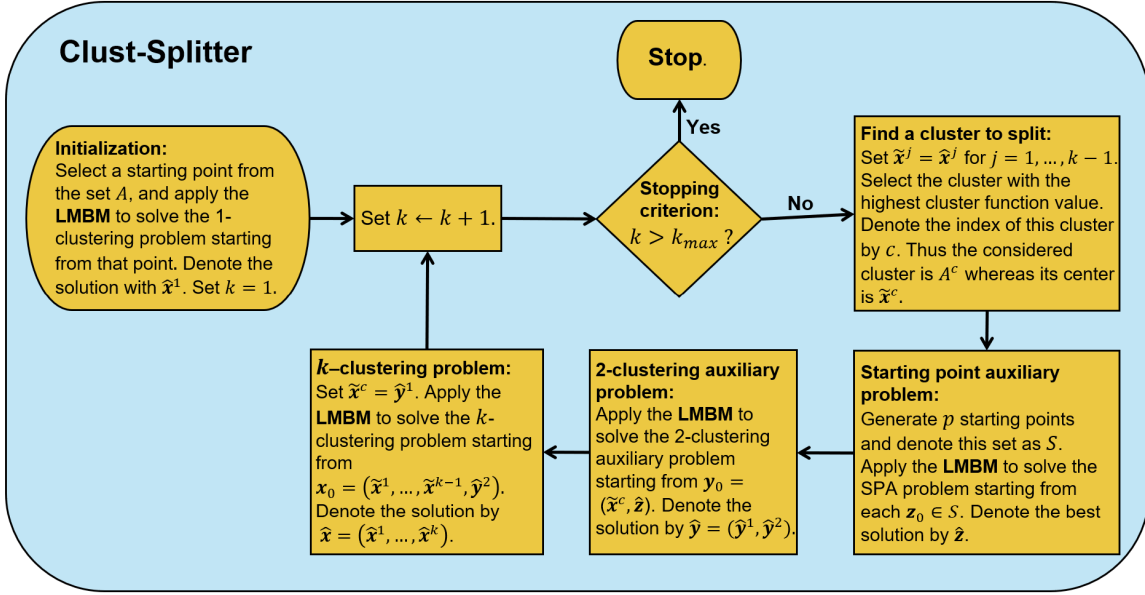 Clust-Splitter
Stop.
Yes
Initialization:
Select a starting point from
the set A, and apply the
LMBM to solve the 1-
clustering problem starting
from that point. Denote the
solution with x̂¹. Set k = 1.
Set k ← k + 1.
Stopping
criterion:
k > kₘₐₓ ?
No
Find a cluster to split:
Set x̃ʲ = x̂ʲ for j = 1, … , k − 1.
Select the cluster with the
highest cluster function value.
Denote the index of this cluster
by c. Thus the considered
cluster is Aᶜ whereas its center
is x̃ᶜ.
Starting point auxiliary
problem:
Generate p starting points
and denote this set as S.
Apply the LMBM to solve the
SPA problem starting from
each z₀ ∈ S. Denote the best
solution by ẑ.
2-clustering auxiliary
problem:
Apply the LMBM to
solve the 2-clustering
auxiliary problem
starting from y₀ =
(x̃ᶜ, ẑ). Denote the
solution by ŷ = (ŷ¹, ŷ²).
k–clustering problem:
Set x̃ᶜ = ŷ¹. Apply the
LMBM to solve the k-
clustering problem starting
from
x₀ = (x̃¹, … , x̃ᵏ⁻¹, ŷ²).
Denote the solution by
x̂ = (x̂¹, … , x̂ᵏ).